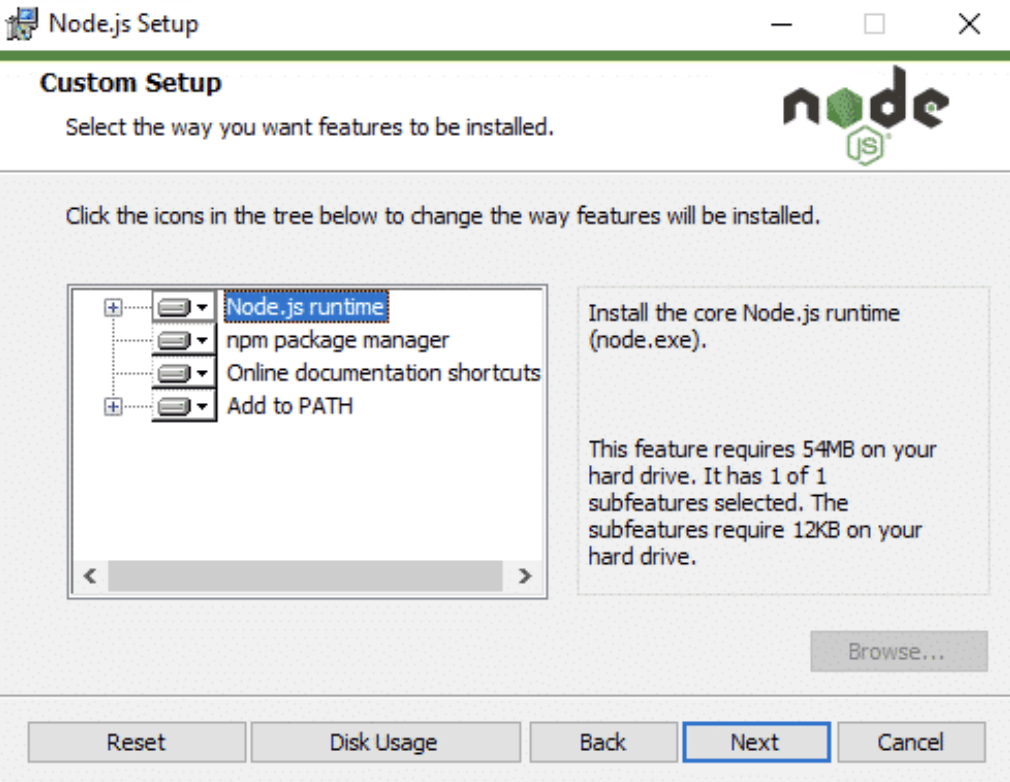 Node.js Setup
Custom Setup
Select the way you want features to be installed.
node
JS
Click the icons in the tree below to change the way features will be installed.
Node.js runtime
npm package manager
Online documentation shortcuts
Add to PATH
Install the core Node.js runtime
(node.exe).
This feature requires 54MB on your
hard drive. It has 1 of 1
subfeatures selected. The
subfeatures require 12KB on your
hard drive.
Browse...
Reset
Disk Usage
Back
Next
Cancel